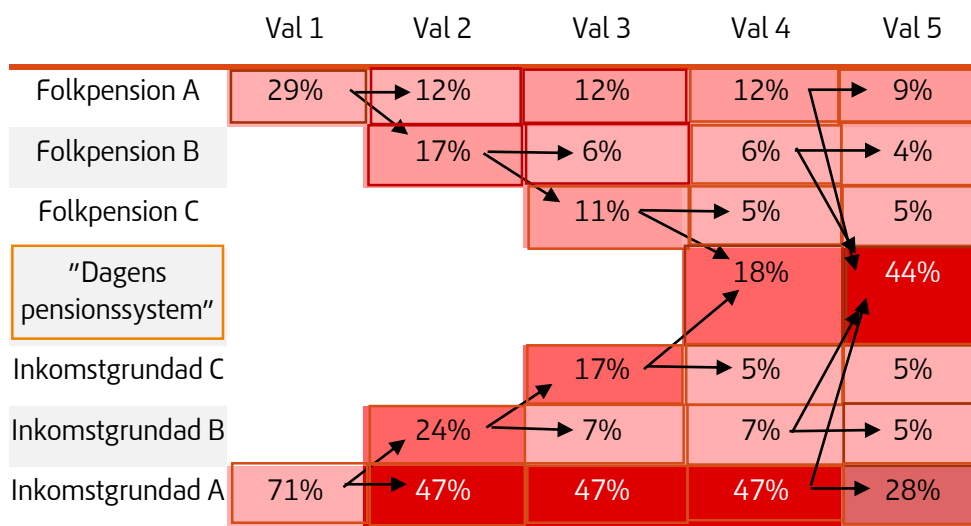 Val 1 Val 2 Val 3 Val 4 Val 5
Folkpension A 29% 12% 12% 12% 9%
Folkpension B 17% 6% 6% 4%
Folkpension C 11% 5% 5%
"Dagens
pensionssystem" 18% 44%
Inkomstgrundad C 17% 5% 5%
Inkomstgrundad B 24% 7% 7% 5%
Inkomstgrundad A 71% 47% 47% 47% 28%